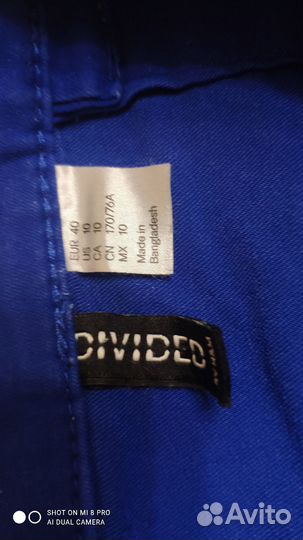 EUR 40
US 10
CA 10
CN 170/76A
MX 10
Made in
Bangladesh
DIVIDED
BY H&M
SHOT ON MI 8 PRO
AI DUAL CAMERA
Avito